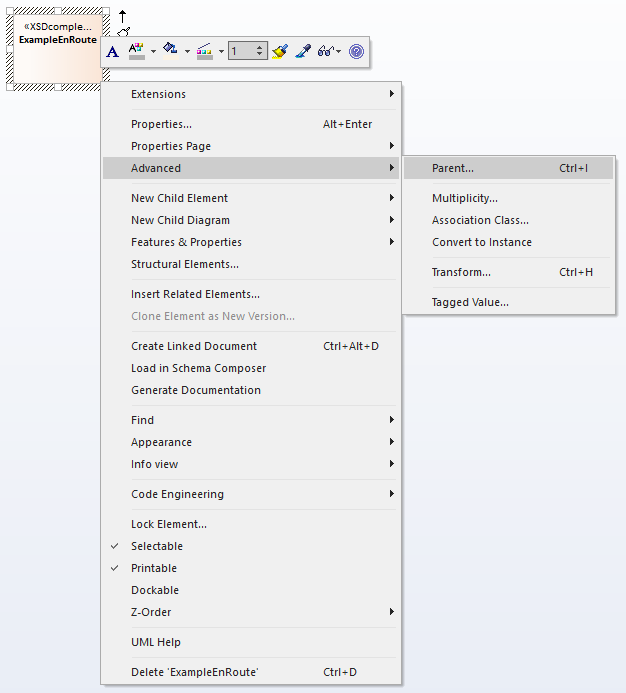 «XSDcomple...
ExampleEnRoute
A
1
Extensions
Properties... Alt+Enter
Properties Page
Advanced
Parent... Ctrl+I
Multiplicity...
Association Class...
Convert to Instance
Transform... Ctrl+H
Tagged Value...
New Child Element
New Child Diagram
Features & Properties
Structural Elements...
Insert Related Elements...
Clone Element as New Version...
Create Linked Document Ctrl+Alt+D
Load in Schema Composer
Generate Documentation
Find
Appearance
Info view
Code Engineering
Lock Element...
Selectable
Printable
Dockable
Z-Order
UML Help
Delete 'ExampleEnRoute' Ctrl+D